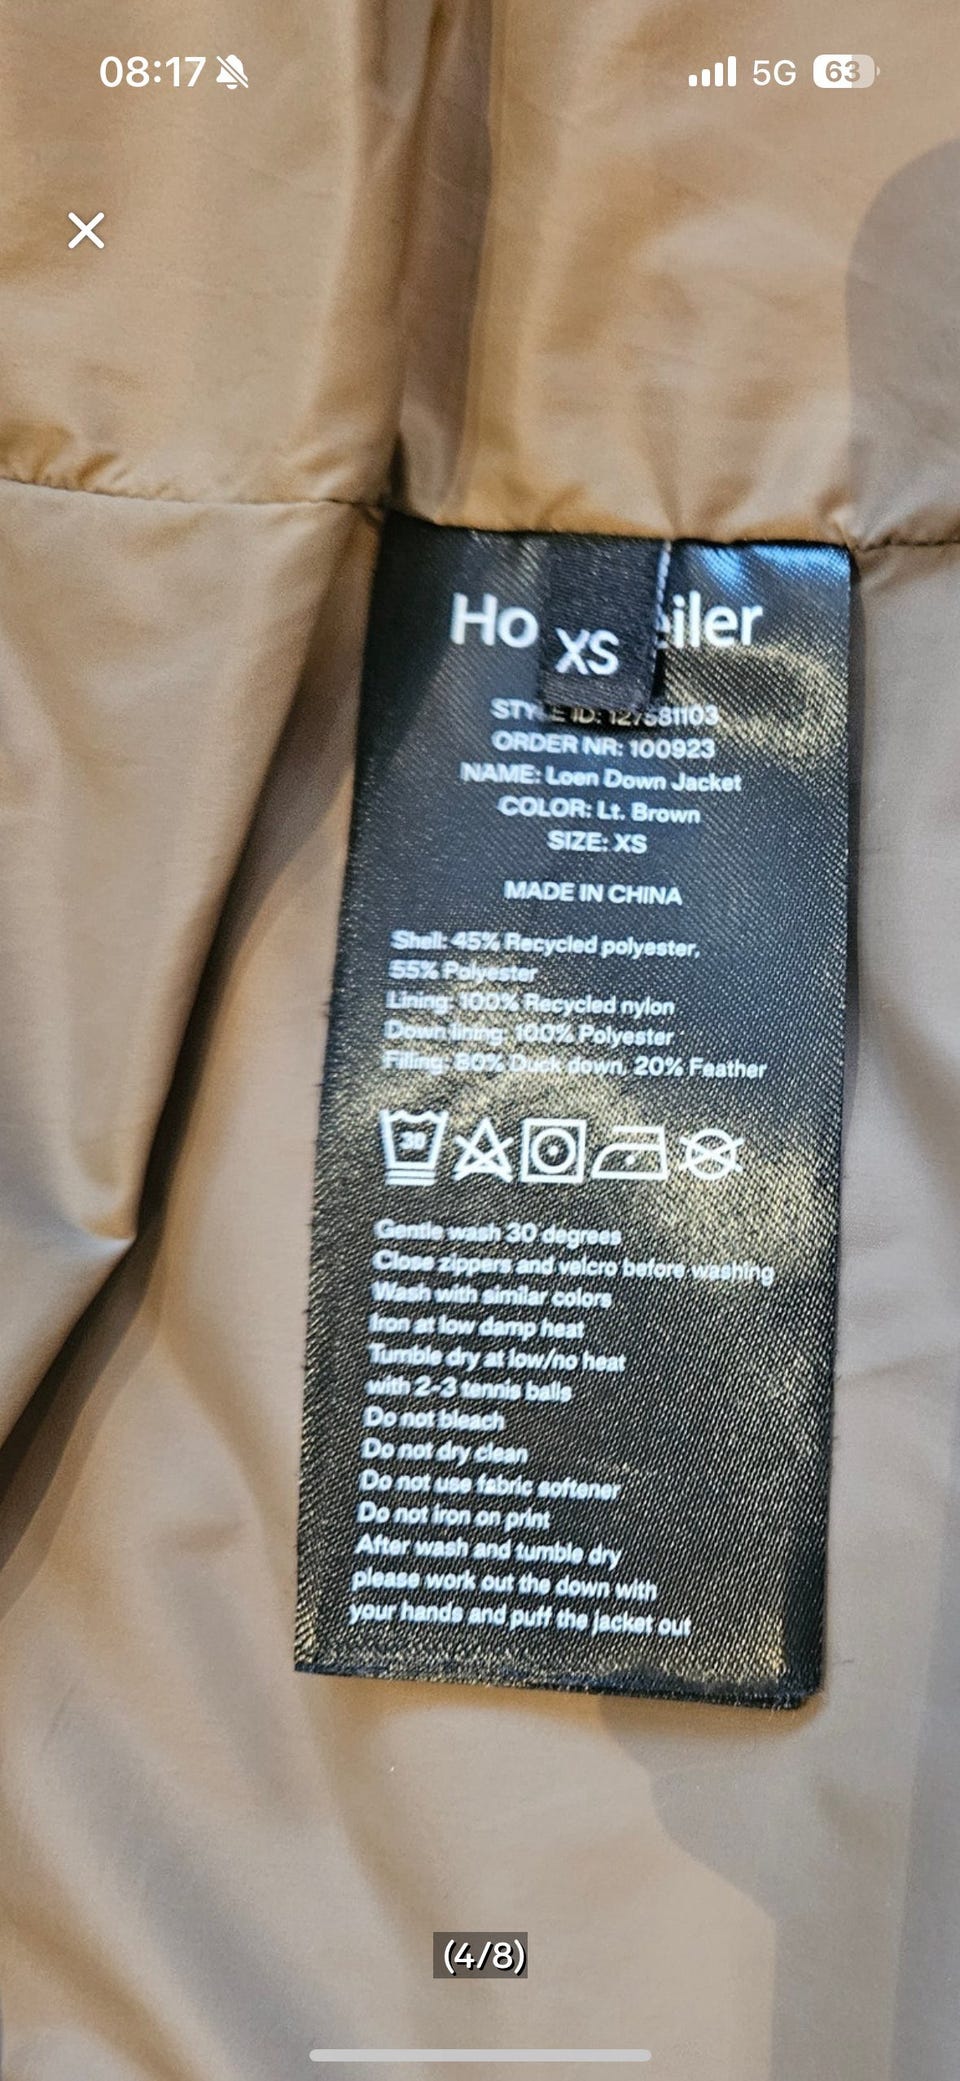 08:17
5G
63
Ho eiler
XS
STYLE ID: 127581103
ORDER NR: 100923
NAME: Loen Down Jacket
COLOR: Lt. Brown
SIZE: XS
MADE IN CHINA
Shell: 45% Recycled polyester,
55% Polyester
Lining: 100% Recycled nylon
Down lining: 100% Polyester
Filling: 80% Duck down, 20% Feather
30
Gentle wash 30 degrees
Close zippers and velcro before washing
Wash with similar colors
Iron at low damp heat
Tumble dry at low/no heat
with 2-3 tennis balls
Do not bleach
Do not dry clean
Do not use fabric softener
Do not iron on print
After wash and tumble dry
please work out the down with
your hands and puff the jacket out
(4/8)